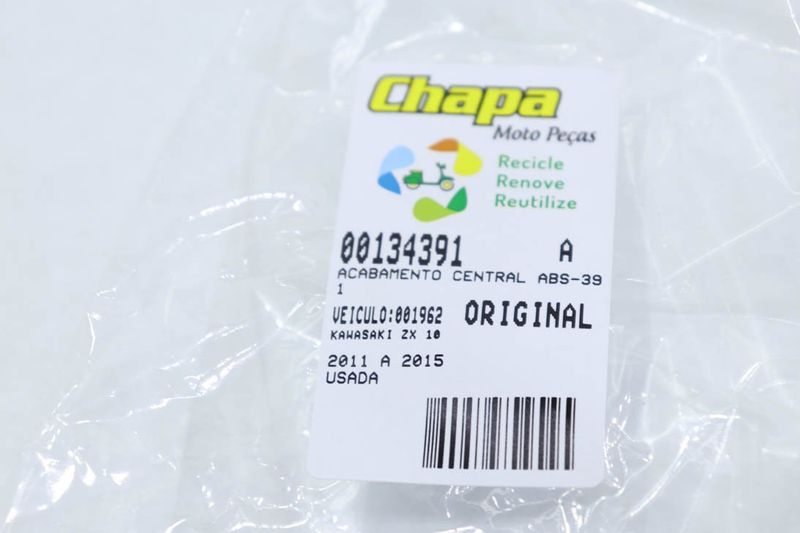 Chapa
Moto Peças
Recicle
Renove
Reutilize
00134391 A
ACABAMENTO CENTRAL ABS-39
1
VEICULO:001962 ORIGINAL
KAWASAKI ZX 10
2011 A 2015
USADA